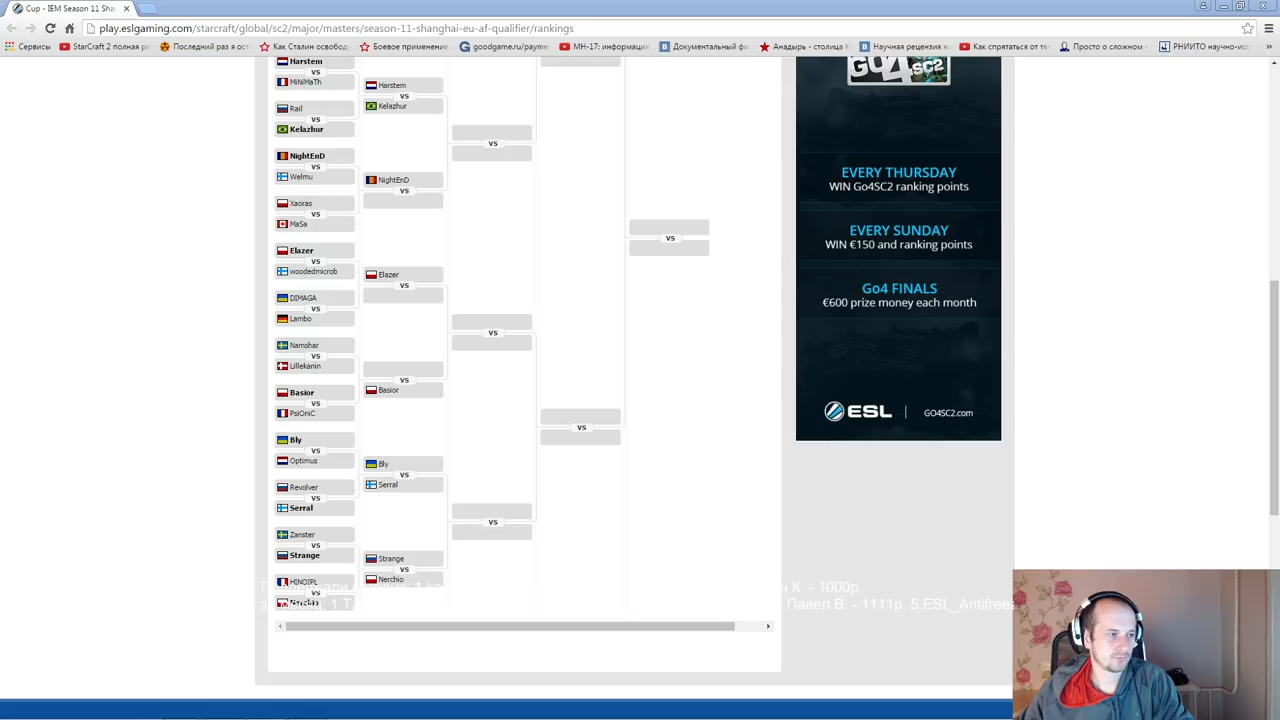 Cup - IEM Season 11 Sha
play.eslgaming.com/starcraft/global/sc2/major/masters/season-11-shanghai-eu-af-qualifier/rankings
Сервисы
StarCraft 2 полная ре
Последний раз я ост
Как Сталин освобод
Боевое применение
goodgame.ru/payme
МН-17: информация
Документальный фи
Анадырь - столица
Научная рецензия н
Как спрятаться от те
Просто о сложном -
РНИИТО научно-исс
»
Harstem
VS
MiNiMaTh
Rail
VS
Kelazhur
NightEnD
VS
Welmu
Xaoras
VS
MaSa
Elazer
VS
woodedmicrob
DIMAGA
VS
Lambo
Namshar
VS
Lillekanin
Basior
VS
PsiOniC
Bly
VS
Optimus
Revolver
VS
Serral
Zanster
VS
Strange
HINOIPL
VS
Nerchio
Harstem
VS
Kelazhur
NightEnD
VS
Elazer
VS
VS
Basior
Bly
VS
Serral
Strange
VS
Nerchio
VS
VS
VS
VS
VS
GO4
SC2
EVERY THURSDAY
WIN Go4SC2 ranking points
EVERY SUNDAY
WIN €150 and ranking points
Go4 FINALS
€600 prize money each month
ESL
GO4SC2.com
К. - 1000р.
Павел В. - 1111р, 5.ESL_Antifreez